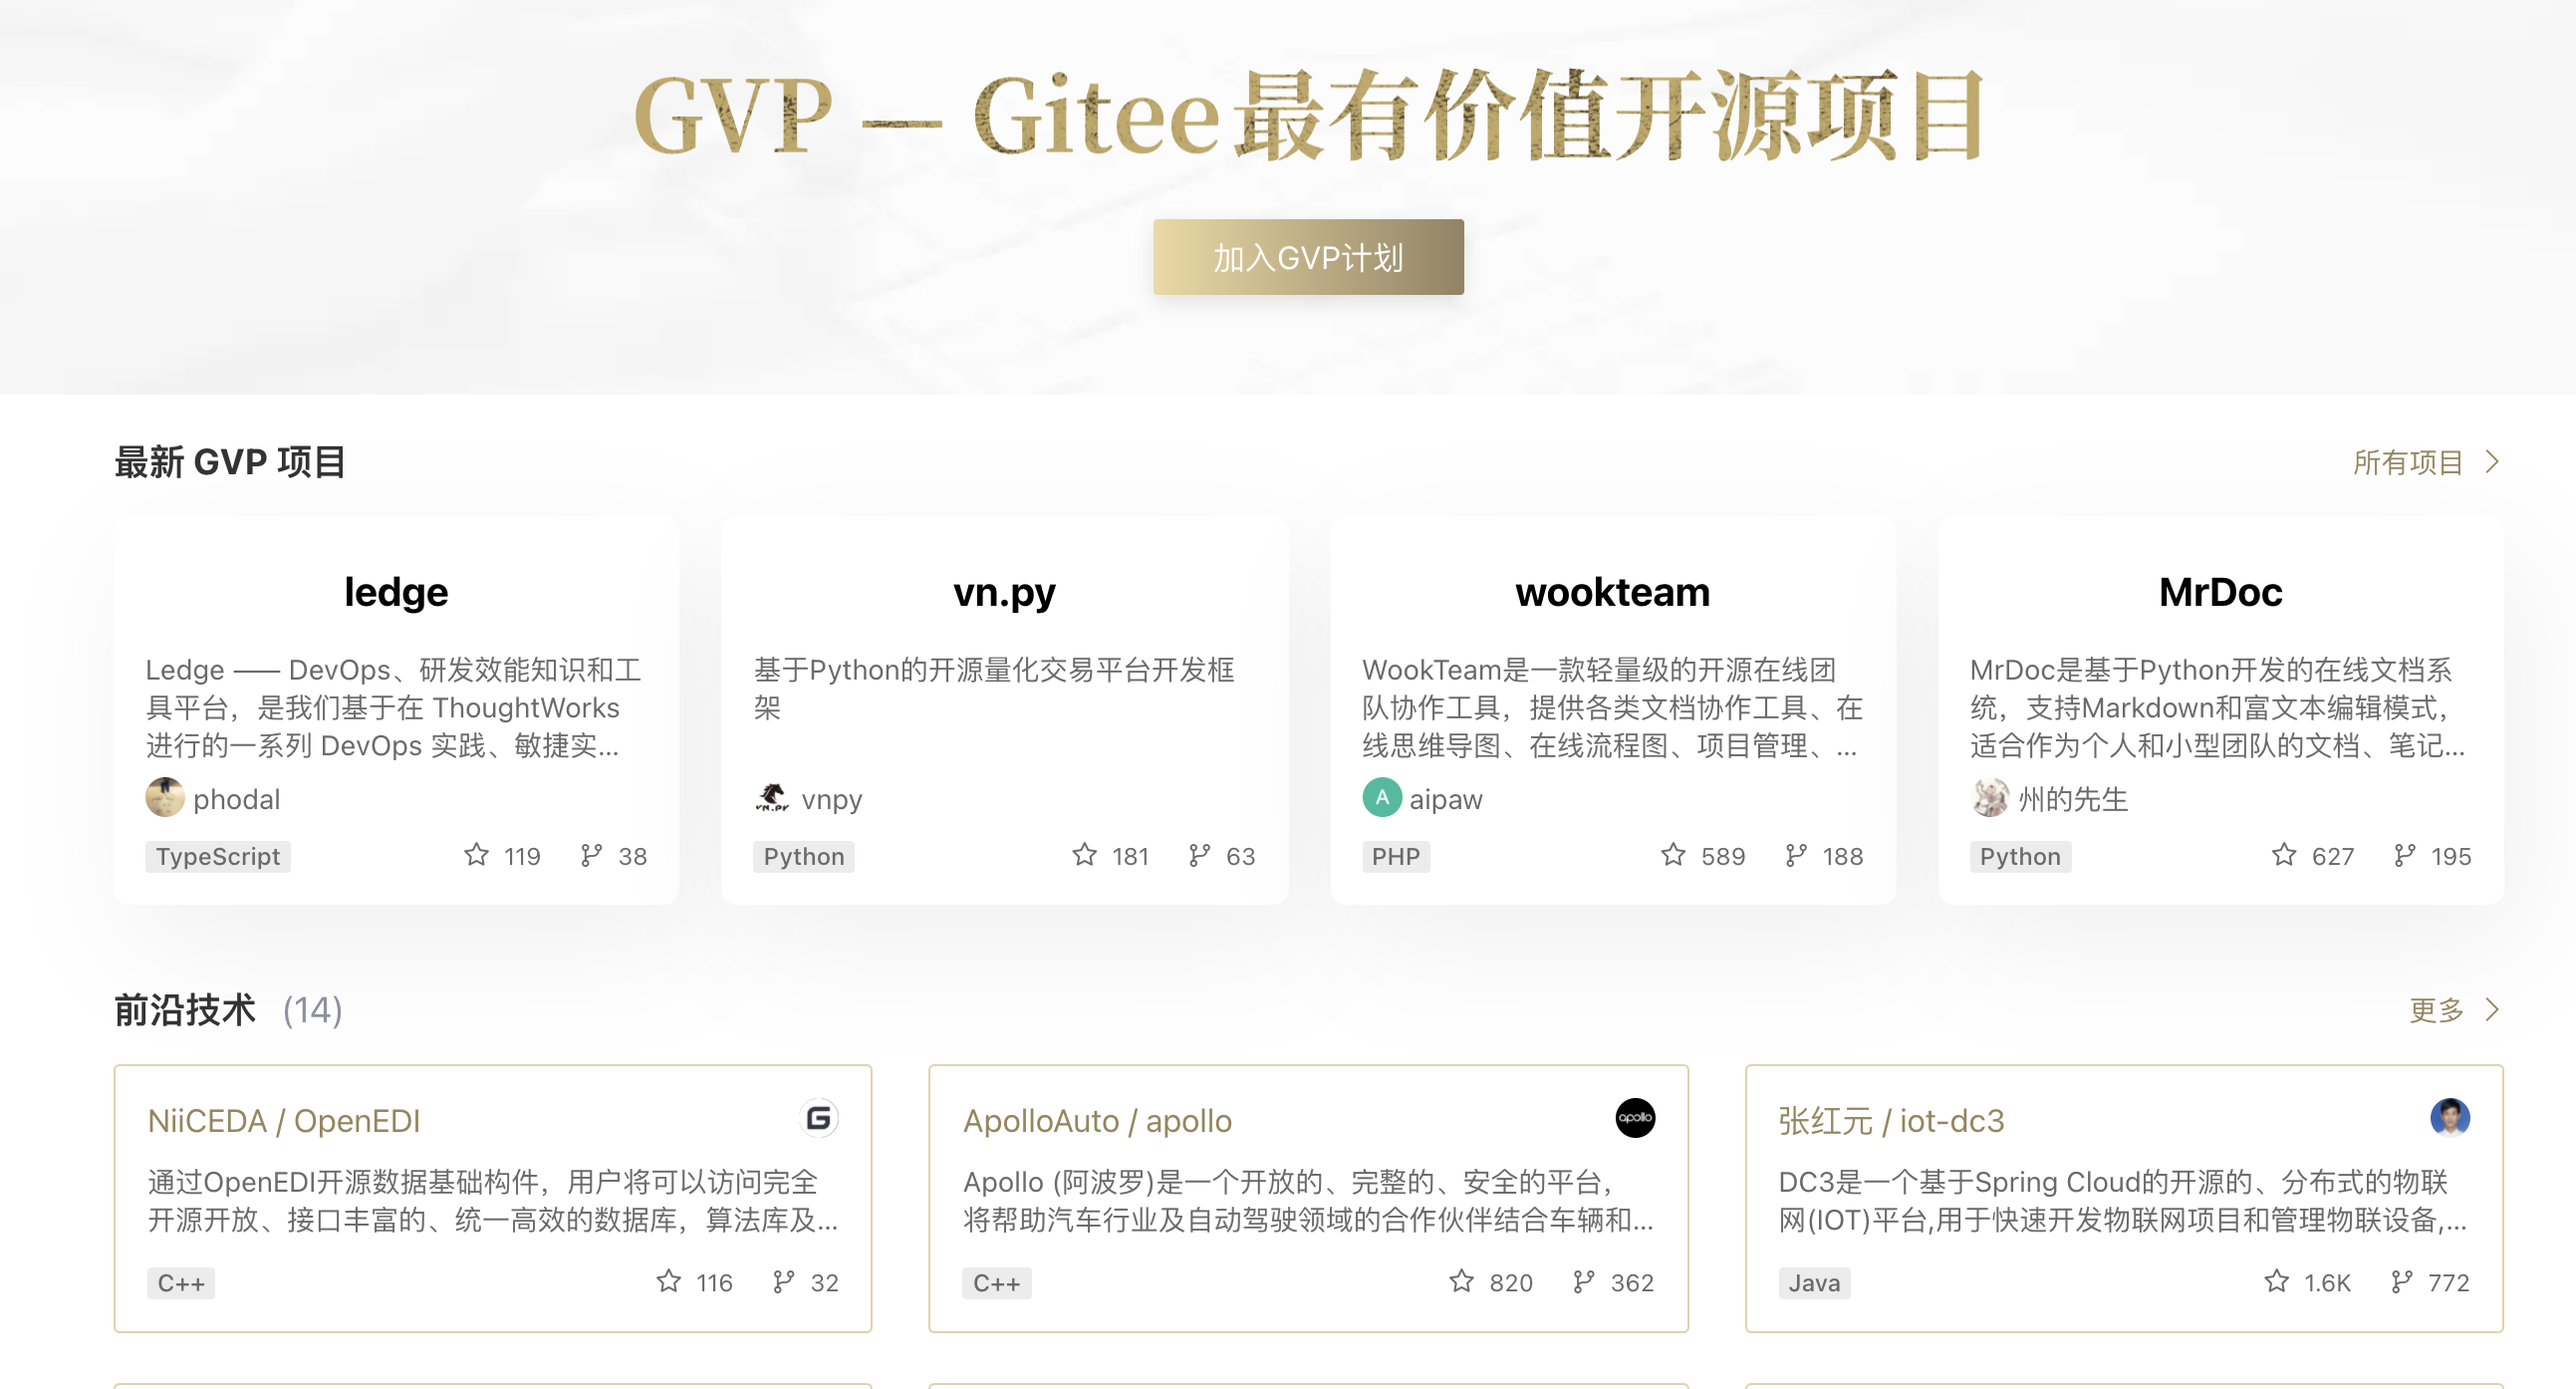 GVP — Gitee最有价值开源项目
加入GVP计划
最新 GVP 项目
所有项目
ledge
Ledge —— DevOps、研发效能知识和工
具平台，是我们基于在 ThoughtWorks
进行的一系列 DevOps 实践、敏捷实...
phodal
TypeScript
119
38
vn.py
基于Python的开源量化交易平台开发框
架
VN.PY
vnpy
Python
181
63
wookteam
WookTeam是一款轻量级的开源在线团
队协作工具，提供各类文档协作工具、在
线思维导图、在线流程图、项目管理、...
A
aipaw
PHP
589
188
MrDoc
MrDoc是基于Python开发的在线文档系
统，支持Markdown和富文本编辑模式，
适合作为个人和小型团队的文档、笔记...
州的先生
Python
627
195
前沿技术 (14)
更多
NiiCEDA / OpenEDI
G
通过OpenEDI开源数据基础构件，用户将可以访问完全
开源开放、接口丰富的、统一高效的数据库，算法库及...
C++
116
32
ApolloAuto / apollo
apollo
Apollo (阿波罗)是一个开放的、完整的、安全的平台，
将帮助汽车行业及自动驾驶领域的合作伙伴结合车辆和...
C++
820
362
张红元 / iot-dc3
DC3是一个基于Spring Cloud的开源的、分布式的物联
网(IOT)平台,用于快速开发物联网项目和管理物联设备,...
Java
1.6K
772